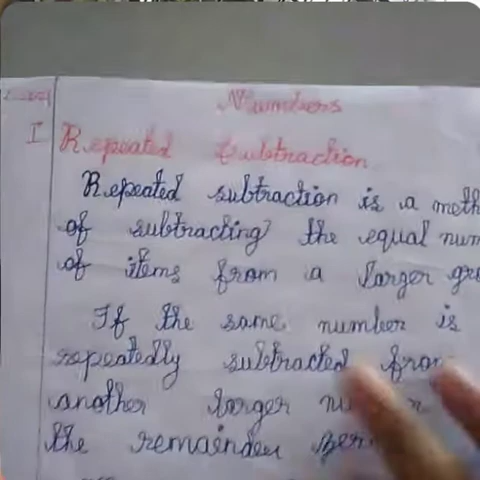 Numbers
I Repeated Subtraction
Repeated subtraction is a meth
of subtracting the equal num
of items from a larger gro
If the same number is
repeatedly subtracted from
another larger
the remainder